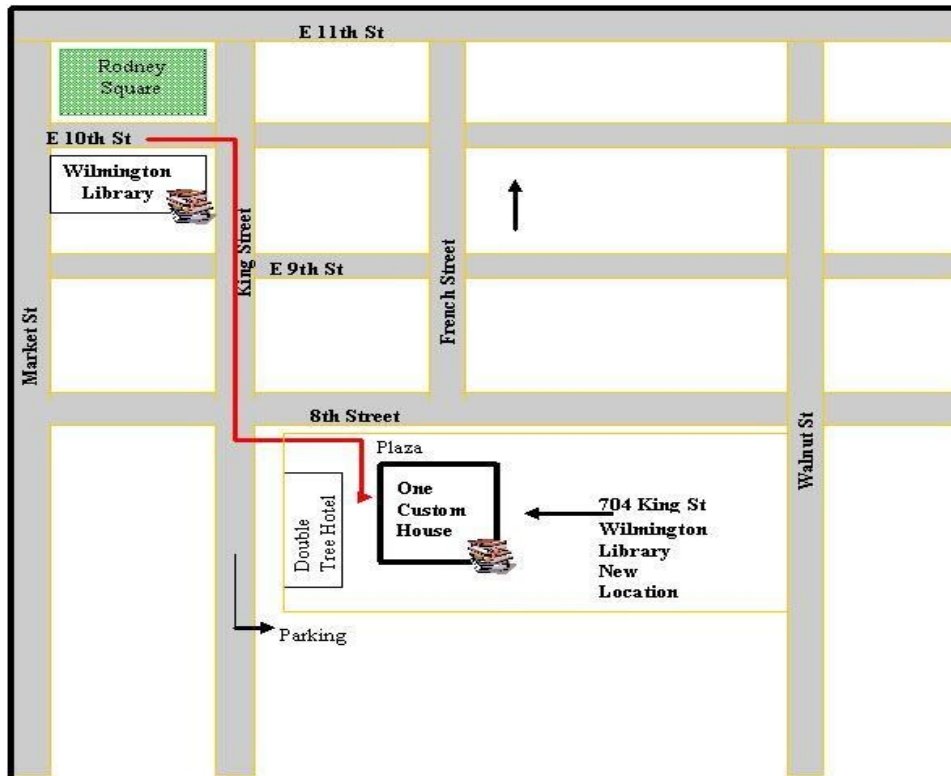 E 11th St
Rodney
Square
E 10th St
Wilmington
Library
King Street
E 9th St
French Street
Market St
8th Street
Walnut St
Plaza
One
Custom
House
Double
Tree Hotel
704 King St
Wilmington
Library
New
Location
Parking